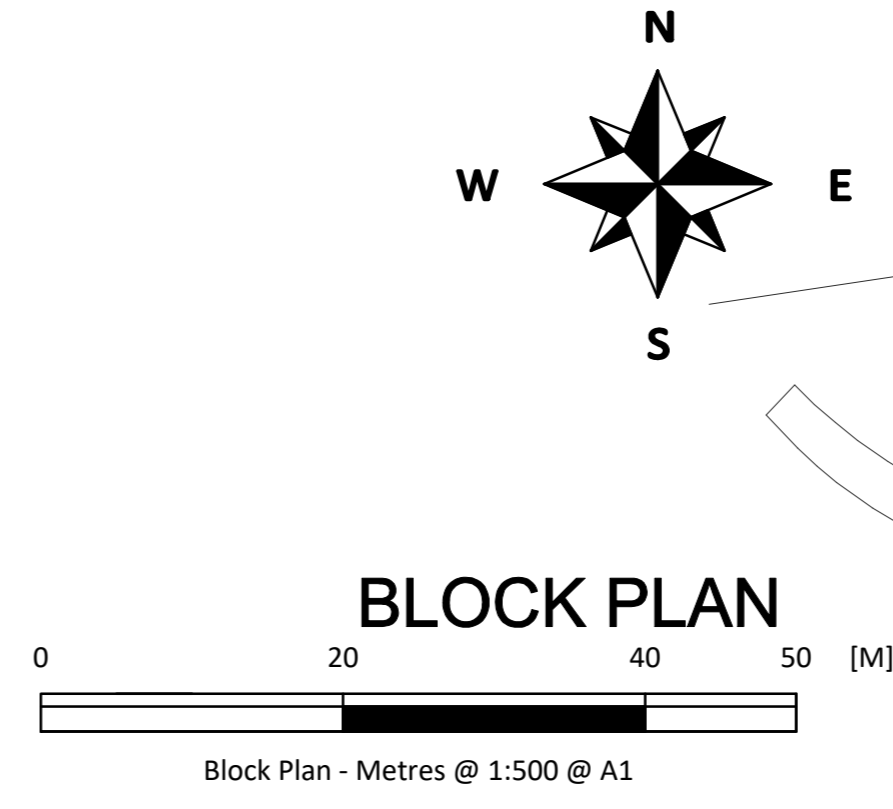 N
W E
S
BLOCK PLAN
0 20 40 50 [M]
Block Plan - Metres @ 1:500 @ A1